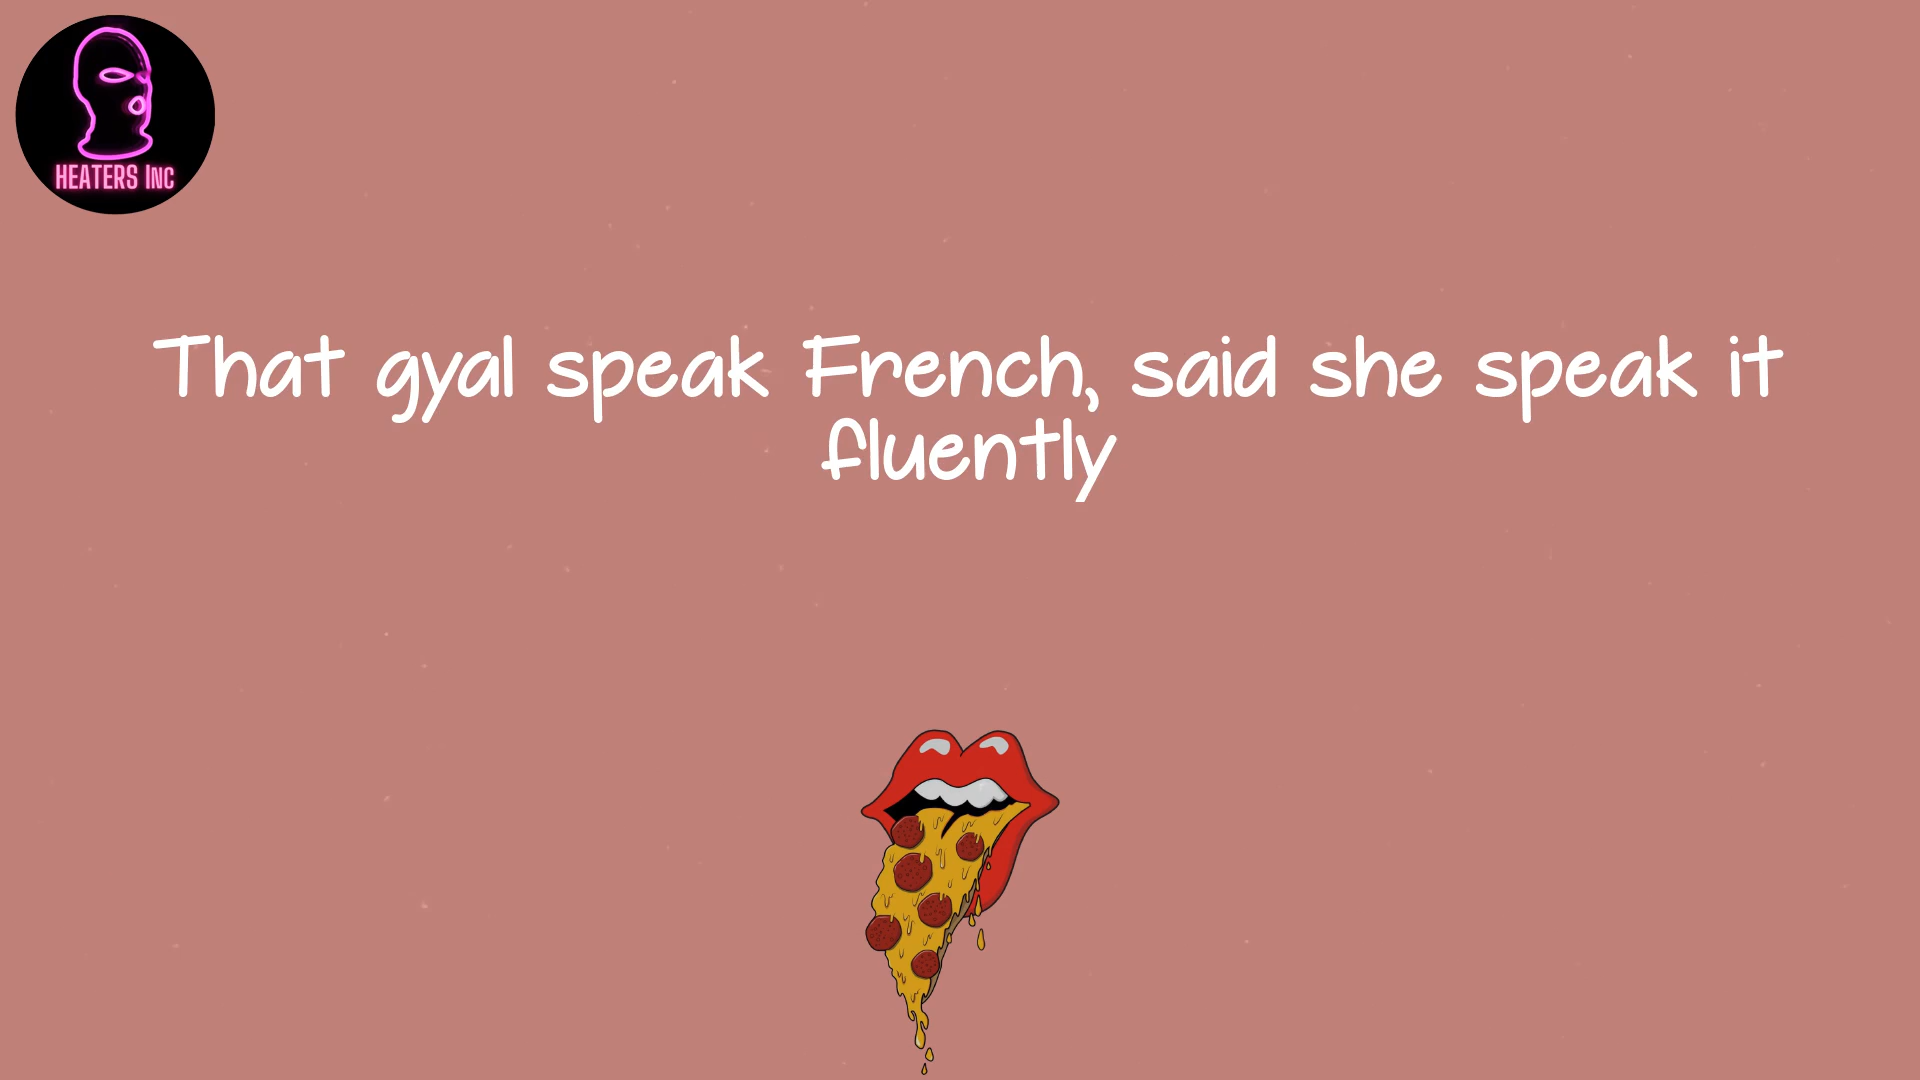 HEATERS INC
That gyal speak French, said she speak it
fluently